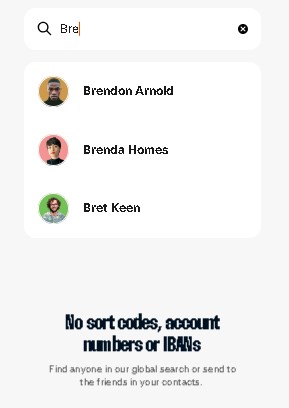 Bre
Brendon Arnold
Brenda Homes
Bret Keen
No sort codes, account
numbers or IBANs
Find anyone in our global search or send to
the friends in your contacts.